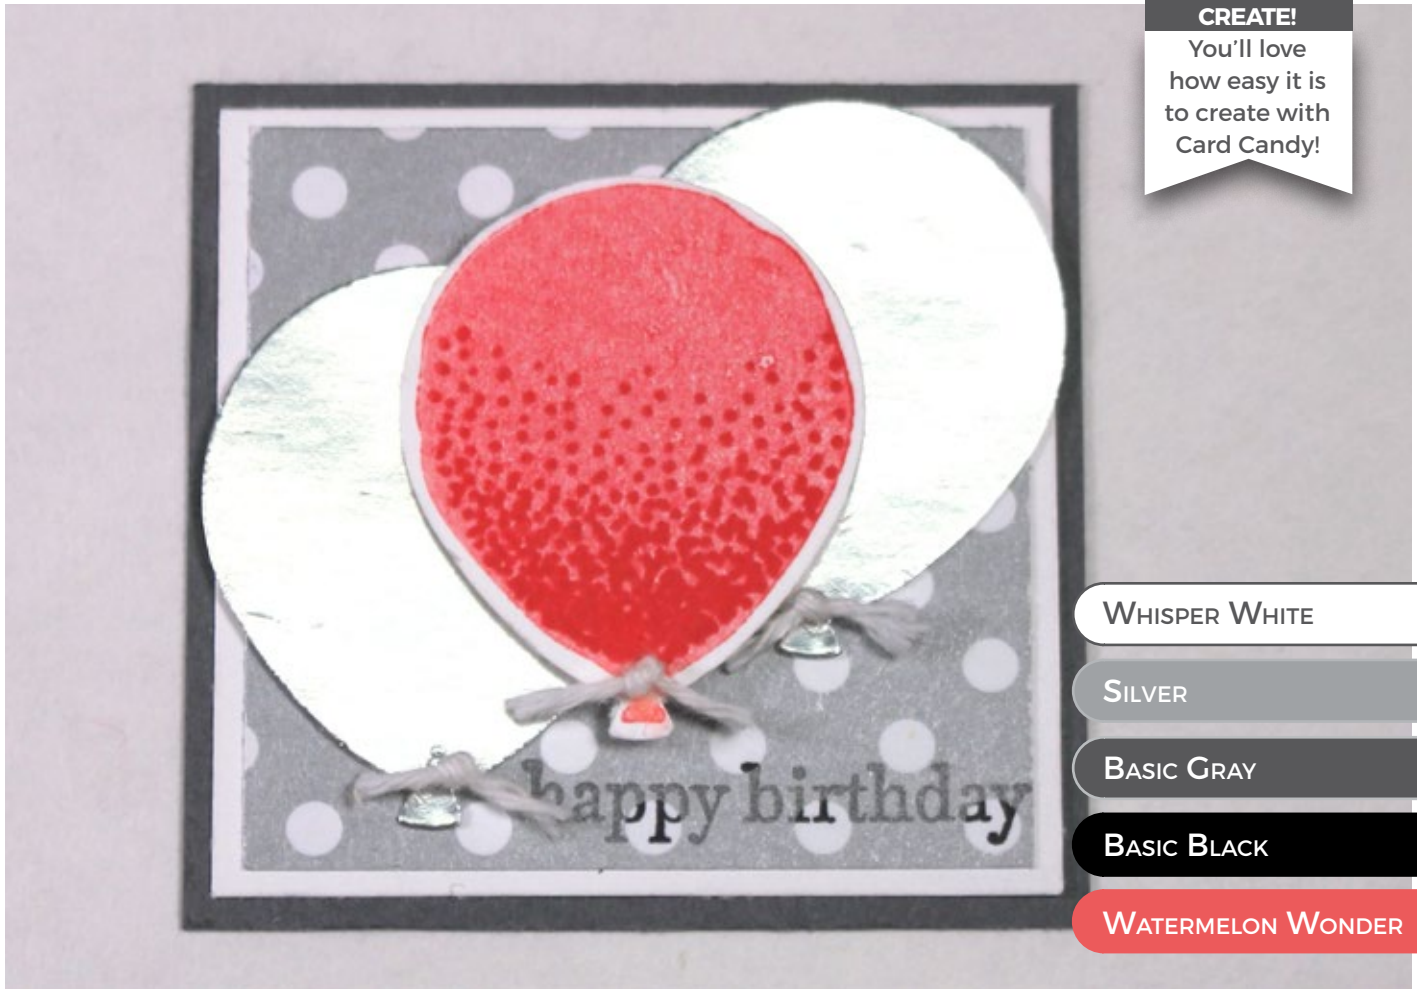 CREATE!
You’ll love
how easy it is
to create with
Card Candy!
happy birthday
Whisper White
Silver
Basic Gray
Basic Black
Watermelon Wonder